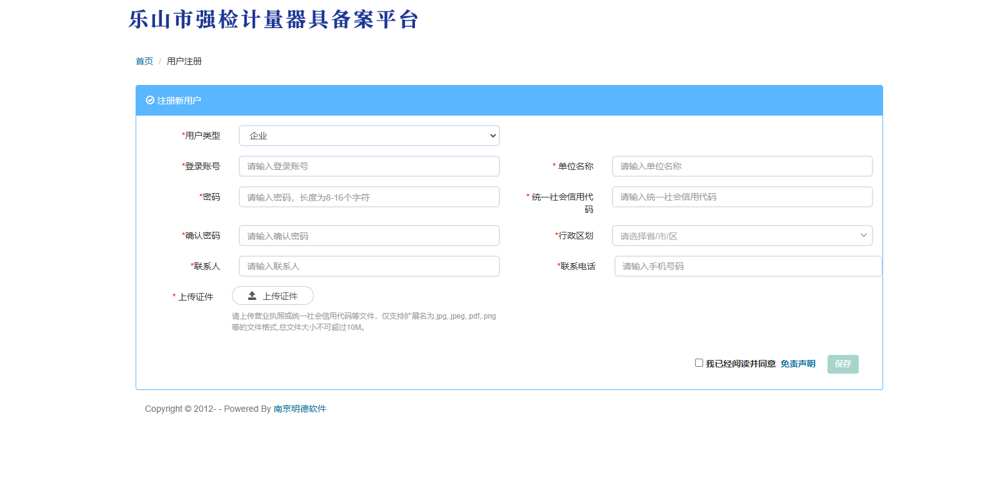 乐山市强检计量器具备案平台
首页 / 用户注册
注册新用户
*用户类型 企业
*登录账号 请输入登录账号 * 单位名称 请输入单位名称
*密码 请输入密码，长度为8-16个字符 * 统一社会信用代码 请输入统一社会信用代码
*确认密码 请输入确认密码 *行政区划 请选择省/市/区
*联系人 请输入联系人 *联系电话 请输入手机号码
* 上传证件 上传证件
请上传营业执照或统一社会信用代码等文件，仅支持扩展名为.jpg,.jpeg,.pdf,.png
等的文件格式,总文件大小不可超过10M。
我已经阅读并同意 免责声明 保存
Copyright © 2012- - Powered By 南京明德软件